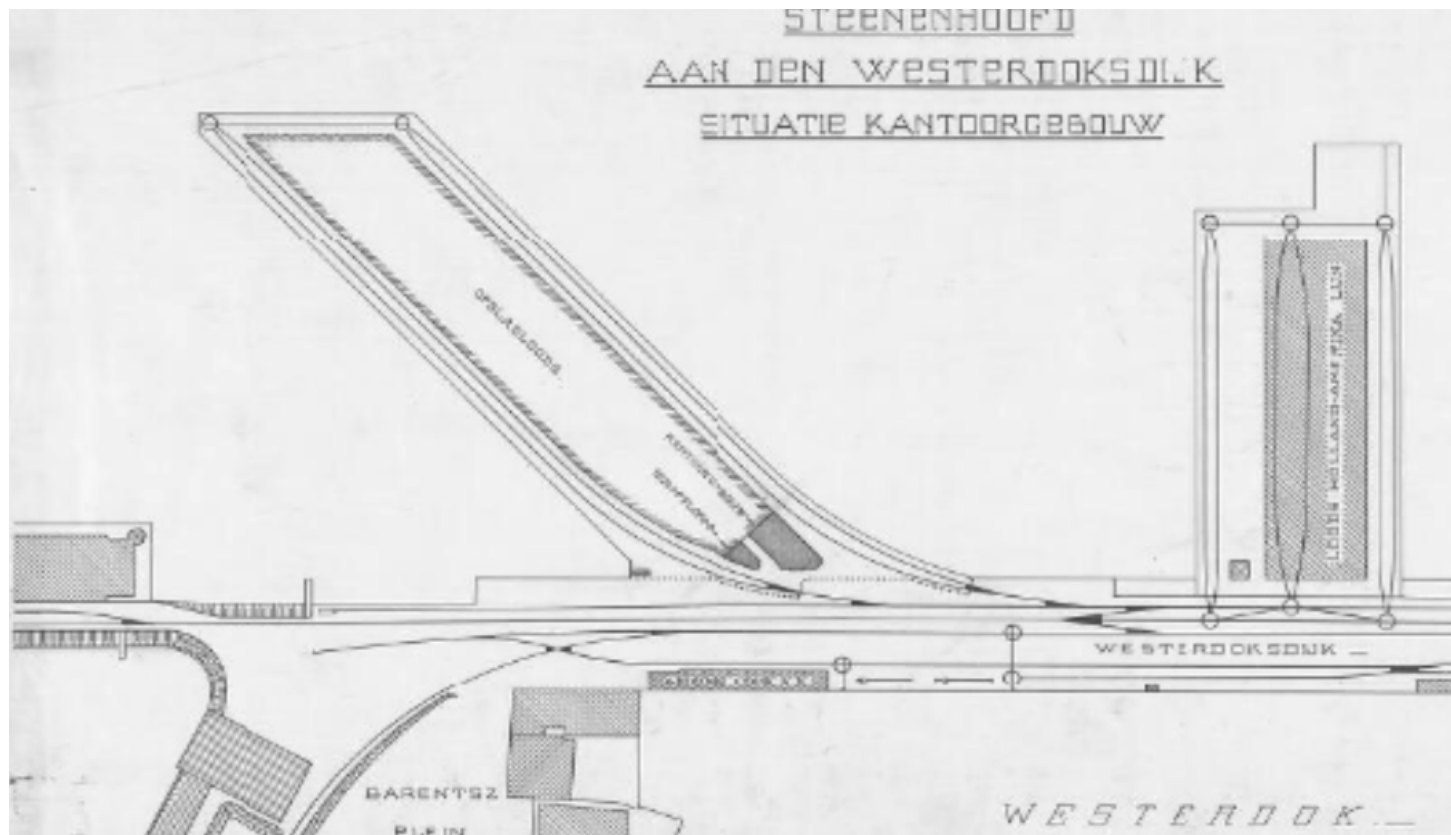 STEENENHOOFD
AAN DEN WESTERDOKSDIJK
SITUATIE KANTOORGEBOUW
OPSLAGLOODS.
LOODS HOLLAND-AMERIKA LIJN
WESTERDOKSDIJK
BARENTSZ
PLEIN
WESTERDOK.